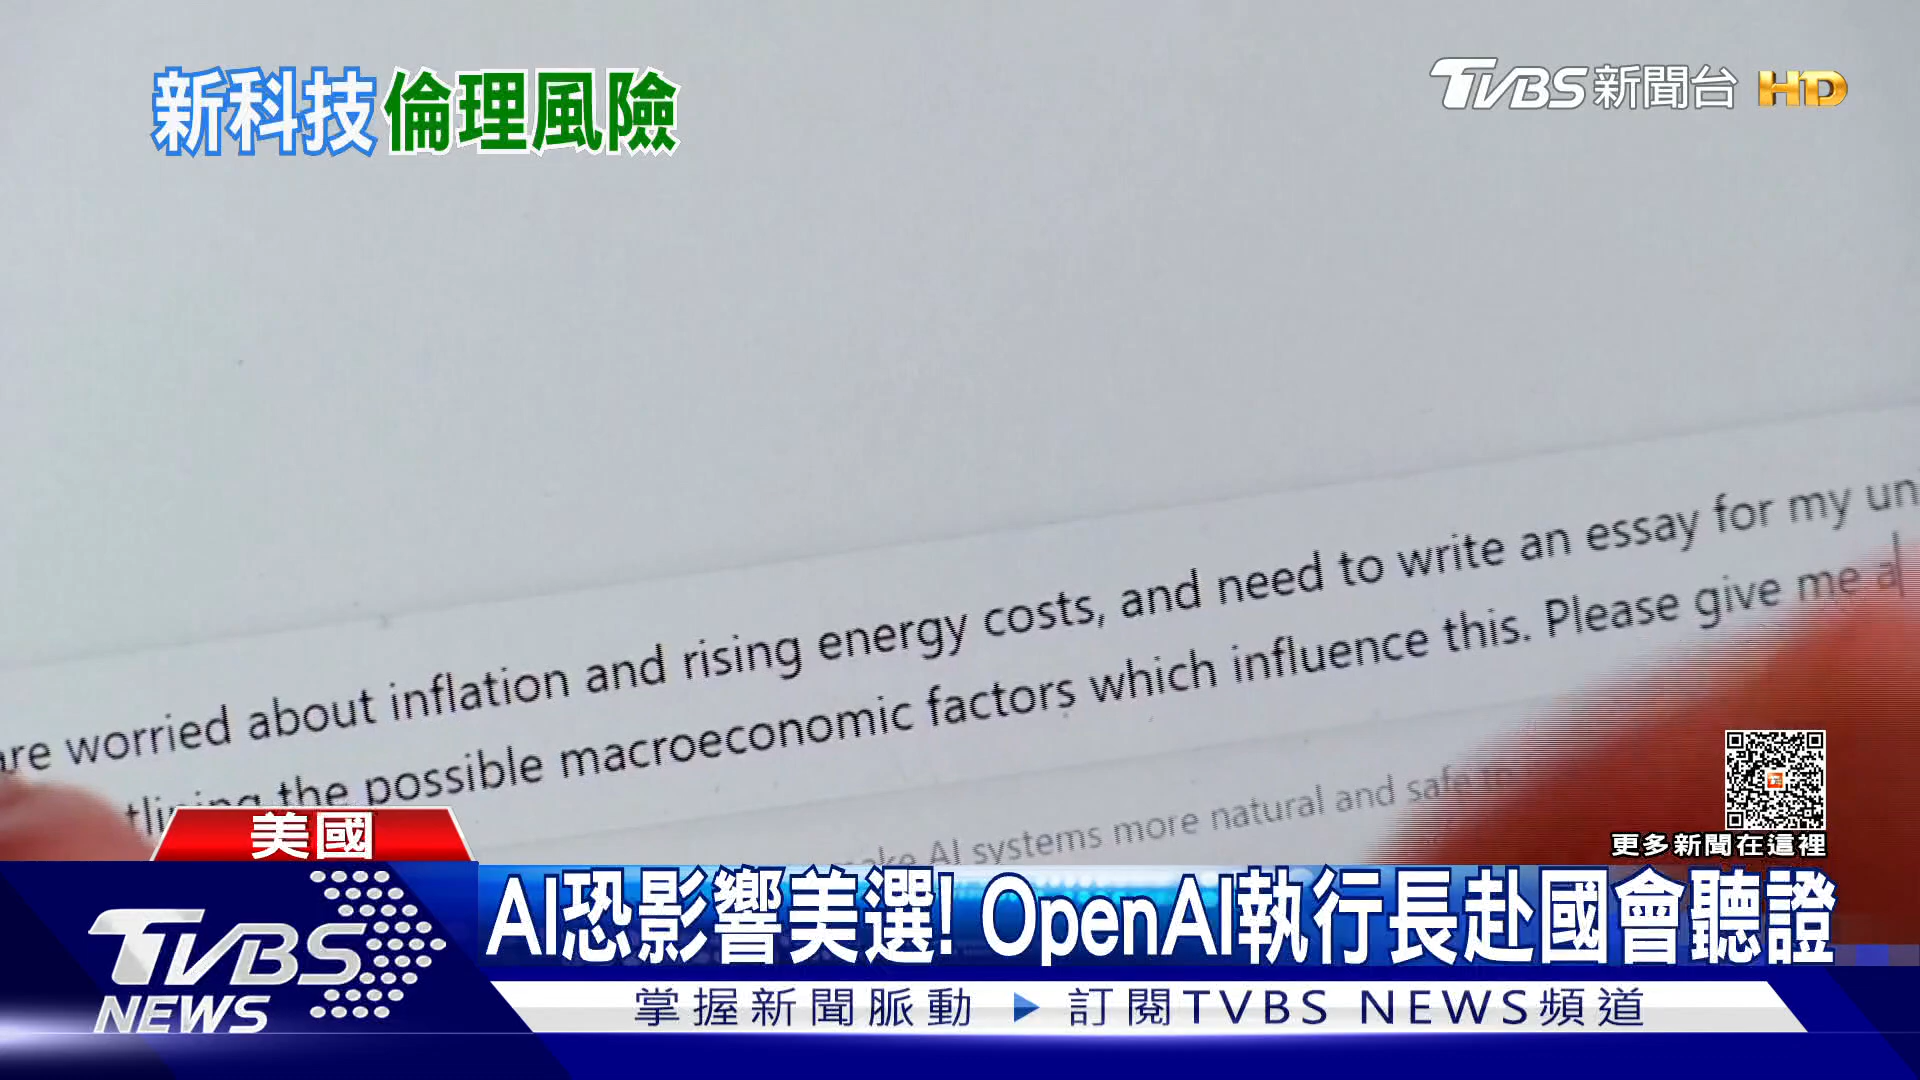 新科技倫理風險
TVBS新聞台 HD
are worried about inflation and rising energy costs, and need to write an essay for my un
the possible macroeconomic factors which influence this. Please give me a
AI systems more natural and safe to
更多新聞在這裡
美國
AI恐影響美選! OpenAI執行長赴國會聽證
TVBS NEWS
掌握新聞脈動 ▶ 訂閱TVBS NEWS頻道